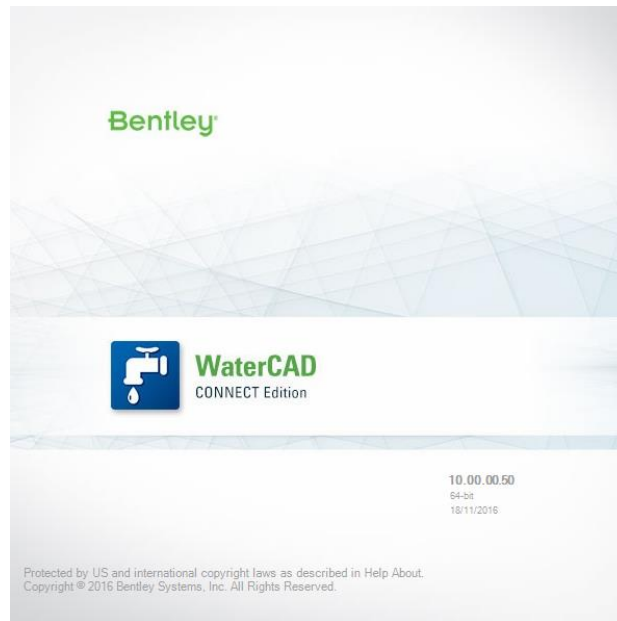 Bentley®
WaterCAD
CONNECT Edition
10.00.00.50
64-bit
18/11/2016
Protected by US and international copyright laws as described in Help About.
Copyright ® 2016 Bentley Systems, Inc. All Rights Reserved.